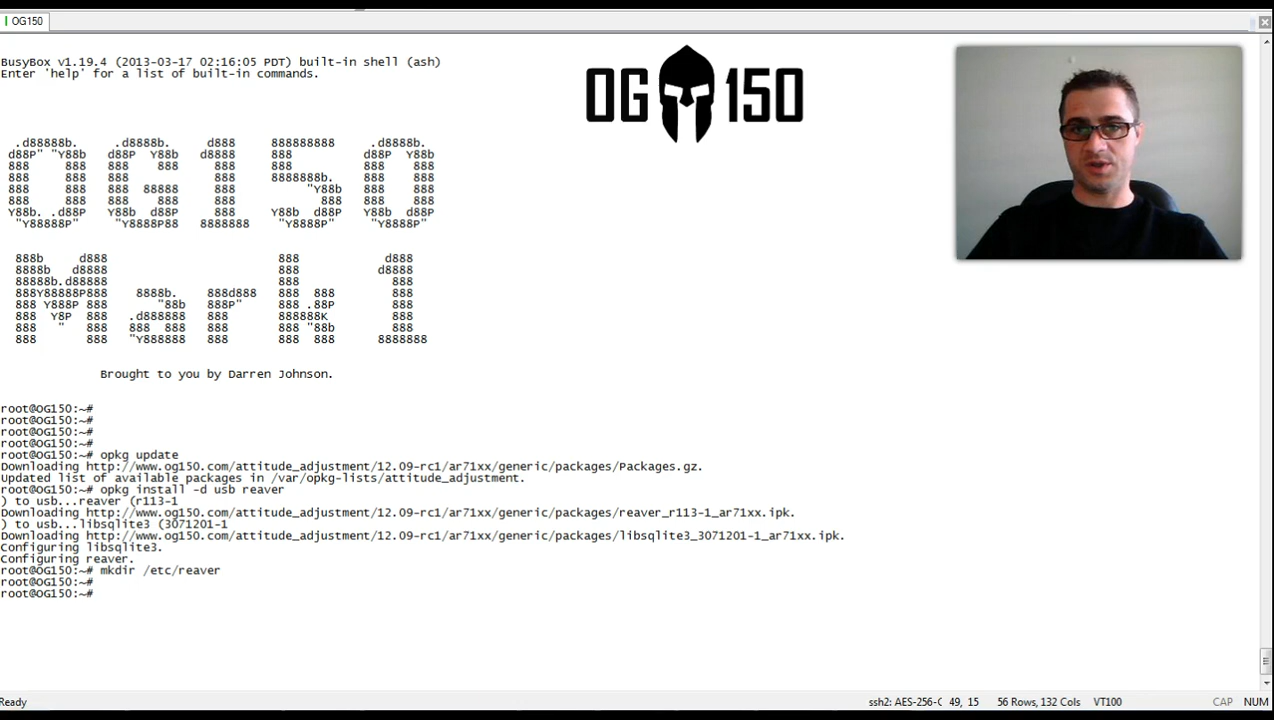 OG150
BusyBox v1.19.4 (2013-03-17 02:16:05 PDT) built-in shell (ash)
Enter 'help' for a list of built-in commands.
OG 150
OG150
Mark1
Brought to you by Darren Johnson.
root@OG150:~#
root@OG150:~#
root@OG150:~#
root@OG150:~#
root@OG150:~# opkg update
Downloading http://www.og150.com/attitude_adjustment/12.09-rc1/ar71xx/generic/packages/Packages.gz.
Updated list of available packages in /var/opkg-lists/attitude_adjustment.
root@OG150:~# opkg install -d usb reaver
) to usb...reaver (r113-1
Downloading http://www.og150.com/attitude_adjustment/12.09-rc1/ar71xx/generic/packages/reaver_r113-1_ar71xx.ipk.
) to usb...libsqlite3 (3071201-1
Downloading http://www.og150.com/attitude_adjustment/12.09-rc1/ar71xx/generic/packages/libsqlite3_3071201-1_ar71xx.ipk.
Configuring libsqlite3.
Configuring reaver.
root@OG150:~# mkdir /etc/reaver
root@OG150:~#
root@OG150:~#
Ready ssh2: AES-256-C 49, 15 56 Rows, 132 Cols VT100 CAP NUM